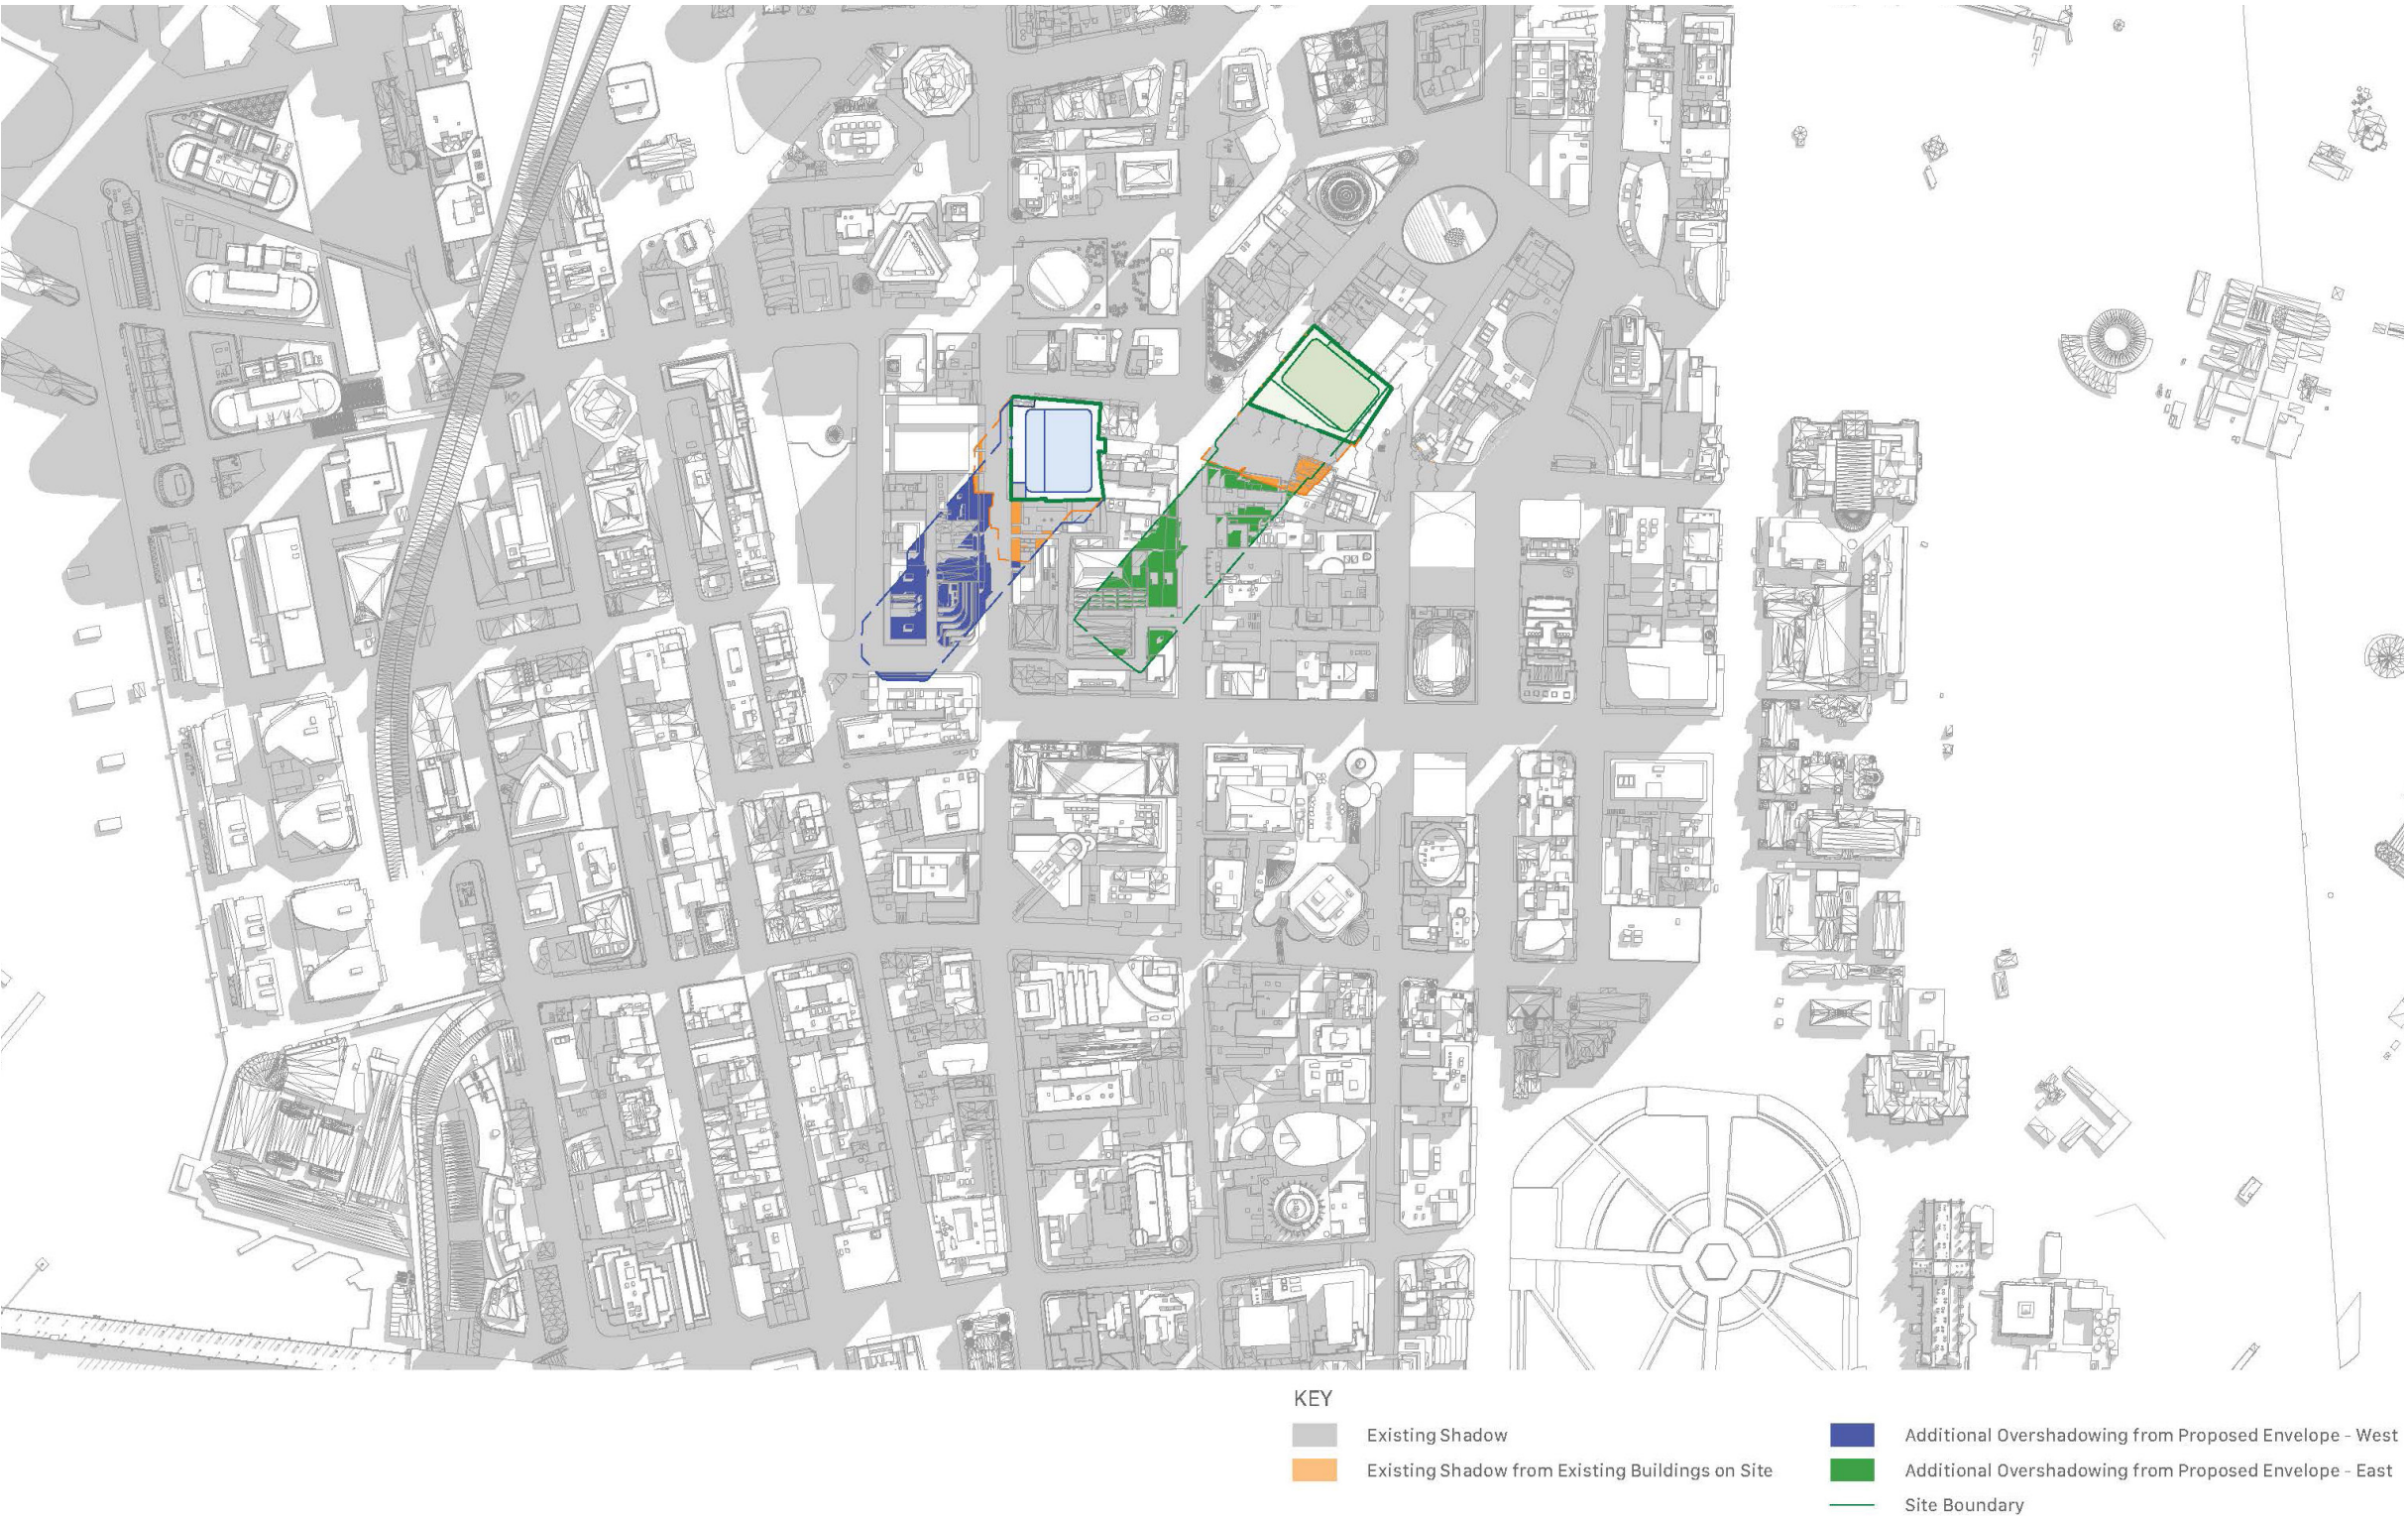 KEY
Existing Shadow
Existing Shadow from Existing Buildings on Site
Additional Overshadowing from Proposed Envelope - West
Additional Overshadowing from Proposed Envelope - East
Site Boundary